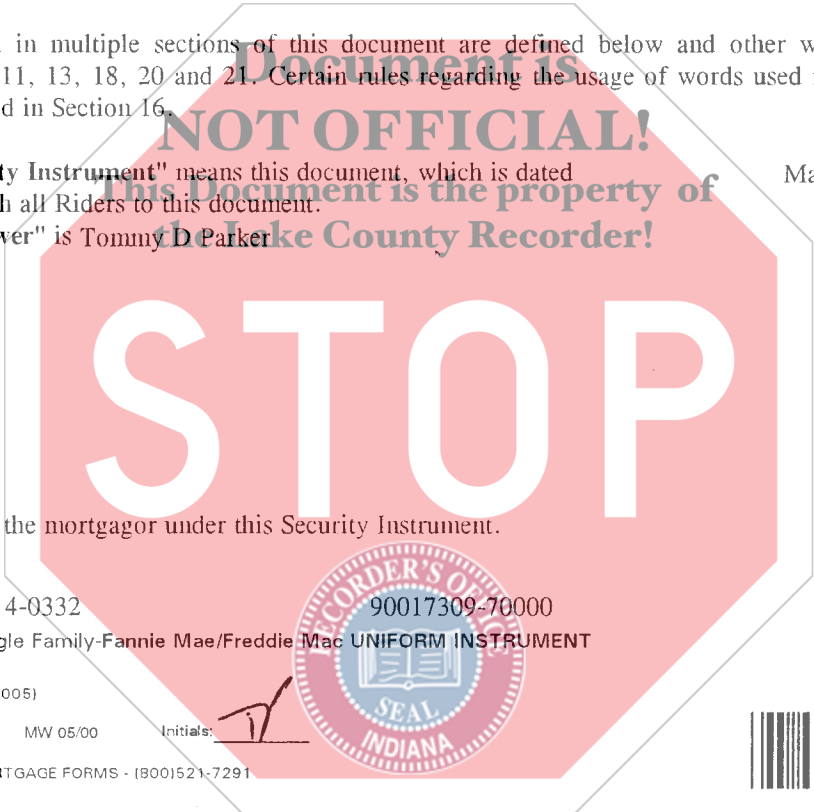 in multiple sections of this document are defined below and other w
11, 13, 18, 20 and 21. Certain rules regarding the usage of words used
d in Section 16.
Document is
NOT OFFICIAL!
This Document is the property of
the Lake County Recorder!
ty Instrument" means this document, which is dated Ma
h all Riders to this document.
wer" is Tommy D Parker
STOP
the mortgagor under this Security Instrument.
4-0332 90017309-70000
gle Family-Fannie Mae/Freddie Mac UNIFORM INSTRUMENT
005)
MW 05/00 Initials:
RTGAGE FORMS - (800)521-7291
RECORDER'S OFFICE
SEAL
INDIANA